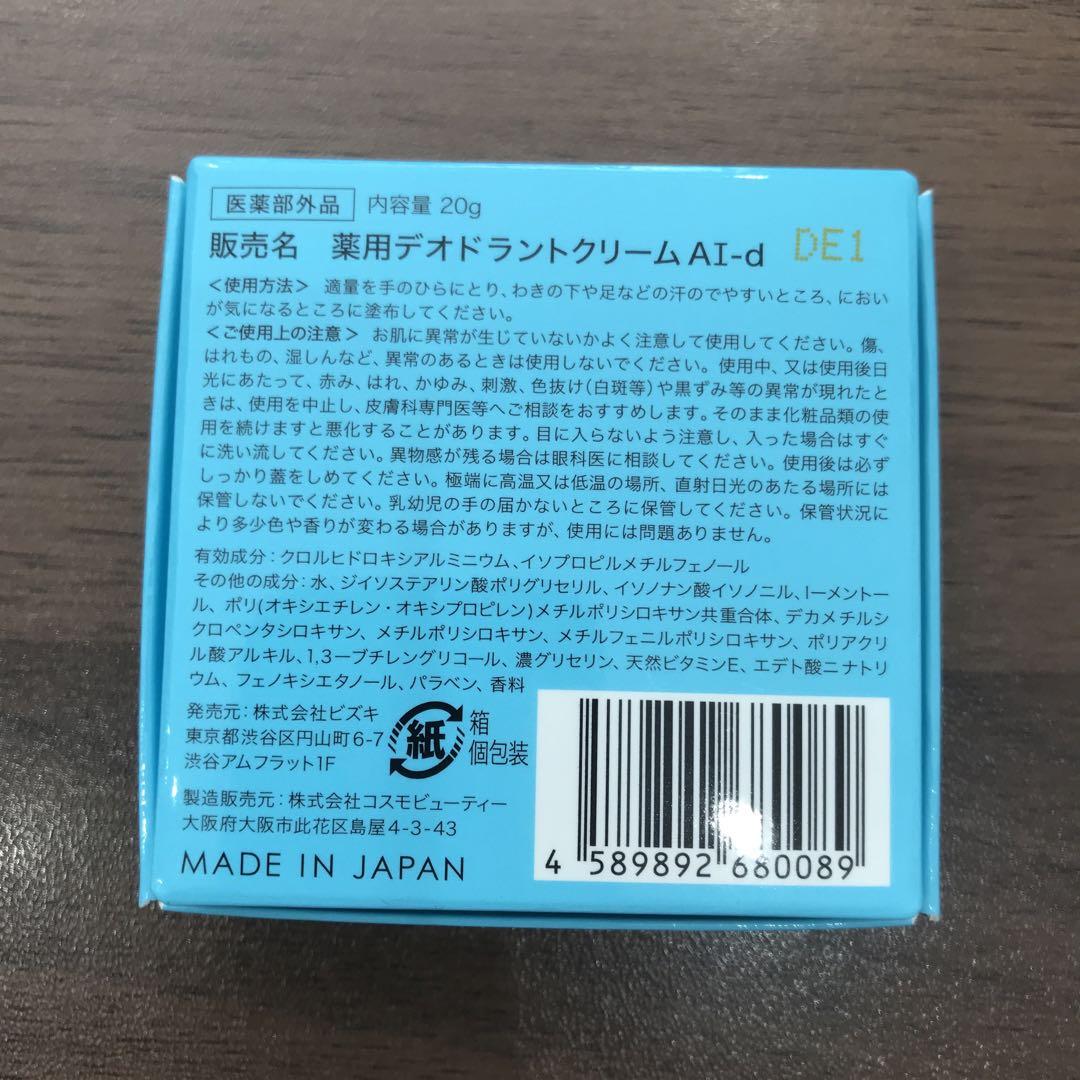 医薬部外品 内容量 20g
販売名 薬用デオドラントクリームAI-d DE1
<使用方法> 適量を手のひらにとり、わきの下や足などの汗のでやすいところ、におい
が気になるところに塗布してください。
<ご使用上の注意> お肌に異常が生じていないかよく注意して使用してください。傷、
はれもの、湿しんなど、異常のあるときは使用しないでください。使用中、又は使用後日
光にあたって、赤み、はれ、かゆみ、刺激、色抜け(白斑等)や黒ずみ等の異常が現れたと
きは、使用を中止し、皮膚科専門医等へご相談をおすすめします。そのまま化粧品類の使
用を続けますと悪化することがあります。目に入らないよう注意し、入った場合はすぐ
に洗い流してください。異物感が残る場合は眼科医に相談してください。使用後は必ず
しっかり蓋をしめてください。極端に高温又は低温の場所、直射日光のあたる場所には
保管しないでください。乳幼児の手の届かないところに保管してください。保管状況に
より多少色や香りが変わる場合がありますが、使用には問題ありません。
有効成分:クロルヒドロキシアルミニウム、イソプロピルメチルフェノール
その他の成分:水、ジイソステアリン酸ポリグリセリル、イソノナン酸イソノニル、l-メントー
ル、ポリ(オキシエチレン・オキシプロピレン)メチルポリシロキサン共重合体、デカメチルシ
クロペンタシロキサン、メチルポリシロキサン、メチルフェニルポリシロキサン、ポリアクリ
ル酸アルキル、1,3ーブチレングリコール、濃グリセリン、天然ビタミンE、エデト酸ニナトリ
ウム、フェノキシエタノール、パラベン、香料
発売元:株式会社ビズキ
東京都渋谷区円山町6-7
渋谷アムフラット1F
紙
箱
個包装
製造販売元:株式会社コスモビューティー
大阪府大阪市此花区島屋4-3-43
MADE IN JAPAN
4 589892 680089